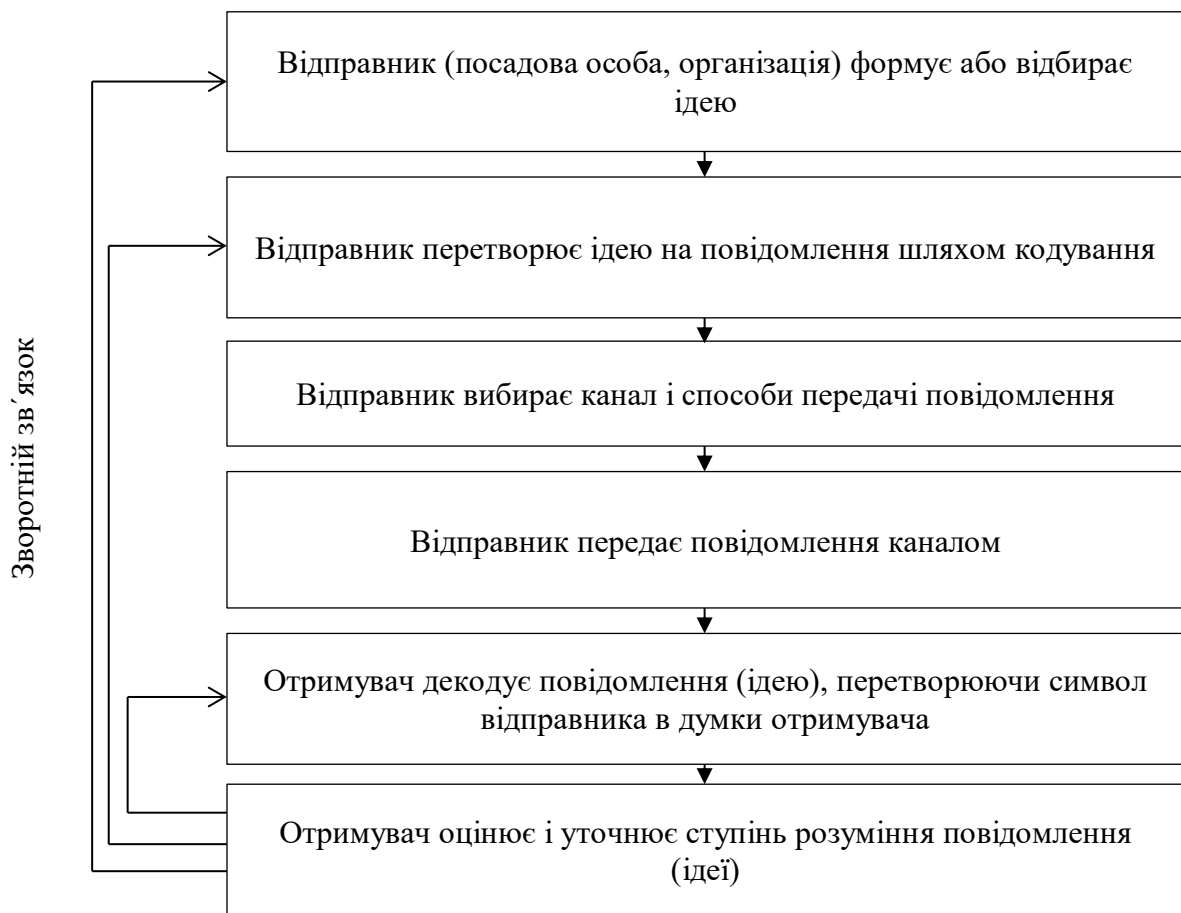 Відправник (посадова особа, організація) формує або відбирає
ідею
Відправник перетворює ідею на повідомлення шляхом кодування
Відправник вибирає канал і способи передачі повідомлення
Відправник передає повідомлення каналом
Отримувач декодує повідомлення (ідею), перетворюючи символ
відправника в думки отримувача
Отримувач оцінює і уточнює ступінь розуміння повідомлення
(ідеї)
Зворотній зв´язок